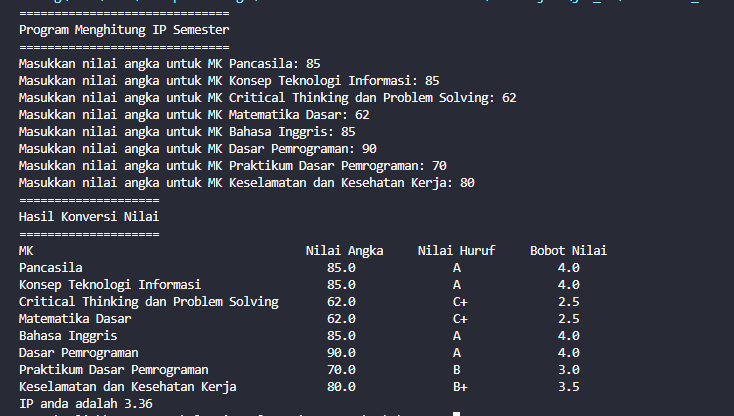 ==============================
Program Menghitung IP Semester
==============================
Masukkan nilai angka untuk MK Pancasila: 85
Masukkan nilai angka untuk MK Konsep Teknologi Informasi: 85
Masukkan nilai angka untuk MK Critical Thinking dan Problem Solving: 62
Masukkan nilai angka untuk MK Matematika Dasar: 62
Masukkan nilai angka untuk MK Bahasa Inggris: 85
Masukkan nilai angka untuk MK Dasar Pemrograman: 90
Masukkan nilai angka untuk MK Praktikum Dasar Pemrograman: 70
Masukkan nilai angka untuk MK Keselamatan dan Kesehatan Kerja: 80
====================
Hasil Konversi Nilai
====================
MK Nilai Angka Nilai Huruf Bobot Nilai
Pancasila 85.0 A 4.0
Konsep Teknologi Informasi 85.0 A 4.0
Critical Thinking dan Problem Solving 62.0 C+ 2.5
Matematika Dasar 62.0 C+ 2.5
Bahasa Inggris 85.0 A 4.0
Dasar Pemrograman 90.0 A 4.0
Praktikum Dasar Pemrograman 70.0 B 3.0
Keselamatan dan Kesehatan Kerja 80.0 B+ 3.5
IP anda adalah 3.36